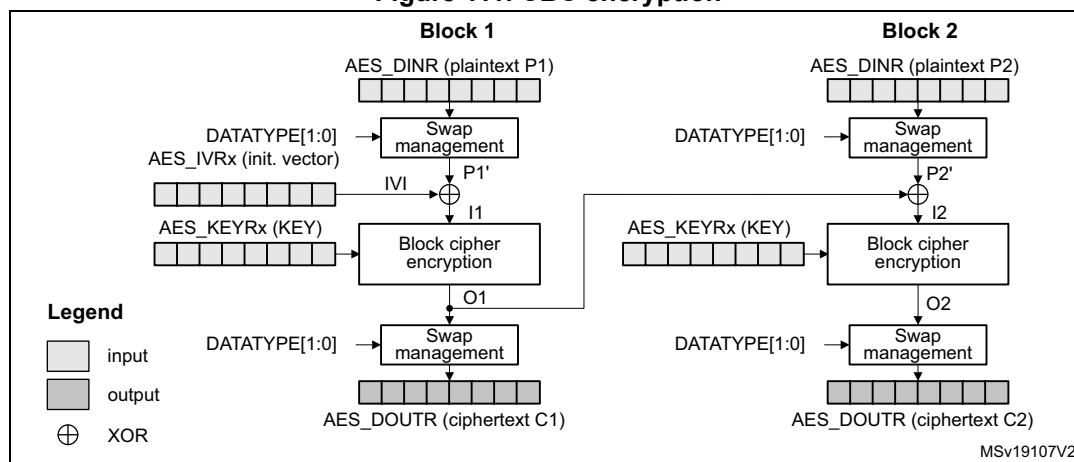 Block 1
AES_DINR (plaintext P1)
DATATYPE[1:0]
Swap
management
AES_IVRx (init. vector)
P1'
IVI
I1
AES_KEYRx (KEY)
Block cipher
encryption
O1
DATATYPE[1:0]
Swap
management
AES_DOUTR (ciphertext C1)
Block 2
AES_DINR (plaintext P2)
DATATYPE[1:0]
Swap
management
P2'
I2
AES_KEYRx (KEY)
Block cipher
encryption
O2
DATATYPE[1:0]
Swap
management
AES_DOUTR (ciphertext C2)
Legend
input
output
XOR
MSv19107V2